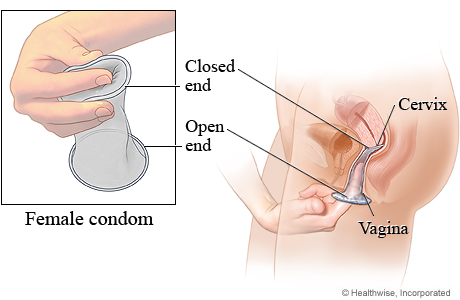 Closed
end
Open
end
Cervix
Vagina
Female condom
© Healthwise, Incorporated